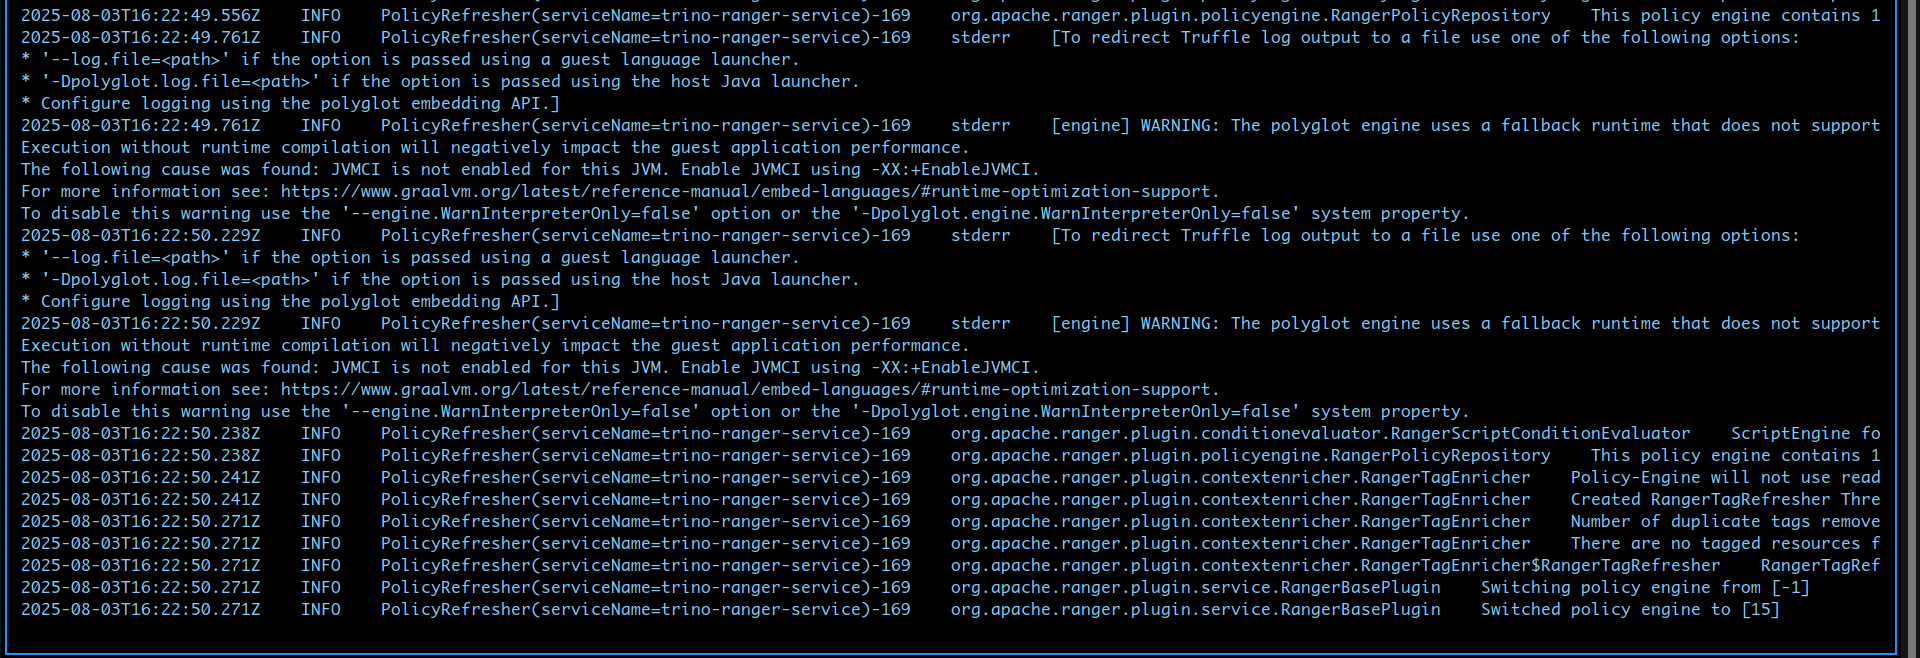 2025-08-03T16:22:49.556Z    INFO    PolicyRefresher(serviceName=trino-ranger-service)-169    org.apache.ranger.plugin.policyengine.RangerPolicyRepository    This policy engine contains 1
2025-08-03T16:22:49.761Z    INFO    PolicyRefresher(serviceName=trino-ranger-service)-169    stderr    [To redirect Truffle log output to a file use one of the following options:
* '--log.file=<path>' if the option is passed using a guest language launcher.
* '-Dpolyglot.log.file=<path>' if the option is passed using the host Java launcher.
* Configure logging using the polyglot embedding API.]
2025-08-03T16:22:49.761Z    INFO    PolicyRefresher(serviceName=trino-ranger-service)-169    stderr    [engine] WARNING: The polyglot engine uses a fallback runtime that does not support
Execution without runtime compilation will negatively impact the guest application performance.
The following cause was found: JVMCI is not enabled for this JVM. Enable JVMCI using -XX:+EnableJVMCI.
For more information see: https://www.graalvm.org/latest/reference-manual/embed-languages/#runtime-optimization-support.
To disable this warning use the '--engine.WarnInterpreterOnly=false' option or the '-Dpolyglot.engine.WarnInterpreterOnly=false' system property.
2025-08-03T16:22:50.229Z    INFO    PolicyRefresher(serviceName=trino-ranger-service)-169    stderr    [To redirect Truffle log output to a file use one of the following options:
* '--log.file=<path>' if the option is passed using a guest language launcher.
* '-Dpolyglot.log.file=<path>' if the option is passed using the host Java launcher.
* Configure logging using the polyglot embedding API.]
2025-08-03T16:22:50.229Z    INFO    PolicyRefresher(serviceName=trino-ranger-service)-169    stderr    [engine] WARNING: The polyglot engine uses a fallback runtime that does not support
Execution without runtime compilation will negatively impact the guest application performance.
The following cause was found: JVMCI is not enabled for this JVM. Enable JVMCI using -XX:+EnableJVMCI.
For more information see: https://www.graalvm.org/latest/reference-manual/embed-languages/#runtime-optimization-support.
To disable this warning use the '--engine.WarnInterpreterOnly=false' option or the '-Dpolyglot.engine.WarnInterpreterOnly=false' system property.
2025-08-03T16:22:50.238Z    INFO    PolicyRefresher(serviceName=trino-ranger-service)-169    org.apache.ranger.plugin.conditionevaluator.RangerScriptConditionEvaluator    ScriptEngine fo
2025-08-03T16:22:50.238Z    INFO    PolicyRefresher(serviceName=trino-ranger-service)-169    org.apache.ranger.plugin.policyengine.RangerPolicyRepository    This policy engine contains 1
2025-08-03T16:22:50.241Z    INFO    PolicyRefresher(serviceName=trino-ranger-service)-169    org.apache.ranger.plugin.contextenricher.RangerTagEnricher    Policy-Engine will not use read
2025-08-03T16:22:50.241Z    INFO    PolicyRefresher(serviceName=trino-ranger-service)-169    org.apache.ranger.plugin.contextenricher.RangerTagEnricher    Created RangerTagRefresher Thre
2025-08-03T16:22:50.271Z    INFO    PolicyRefresher(serviceName=trino-ranger-service)-169    org.apache.ranger.plugin.contextenricher.RangerTagEnricher    Number of duplicate tags remove
2025-08-03T16:22:50.271Z    INFO    PolicyRefresher(serviceName=trino-ranger-service)-169    org.apache.ranger.plugin.contextenricher.RangerTagEnricher    There are no tagged resources f
2025-08-03T16:22:50.271Z    INFO    PolicyRefresher(serviceName=trino-ranger-service)-169    org.apache.ranger.plugin.contextenricher.RangerTagEnricher$RangerTagRefresher    RangerTagRef
2025-08-03T16:22:50.271Z    INFO    PolicyRefresher(serviceName=trino-ranger-service)-169    org.apache.ranger.plugin.service.RangerBasePlugin    Switching policy engine from [-1]
2025-08-03T16:22:50.271Z    INFO    PolicyRefresher(serviceName=trino-ranger-service)-169    org.apache.ranger.plugin.service.RangerBasePlugin    Switched policy engine to [15]